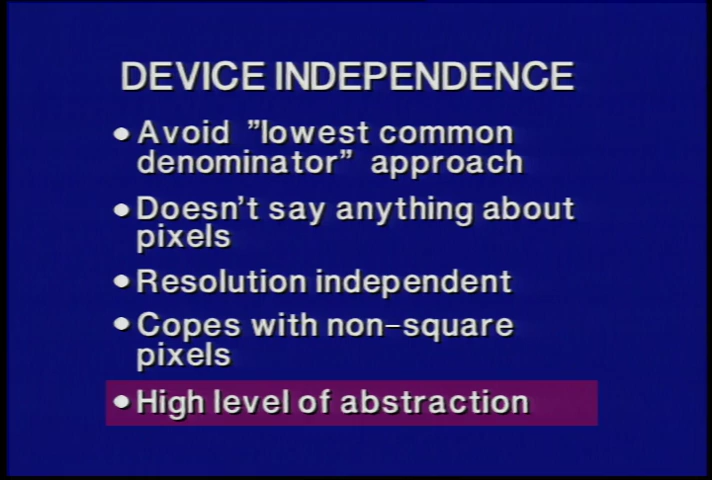 DEVICE INDEPENDENCE
• Avoid ”lowest common
denominator” approach
• Doesn't say anything about
pixels
• Resolution independent
• Copes with non-square
pixels
• High level of abstraction